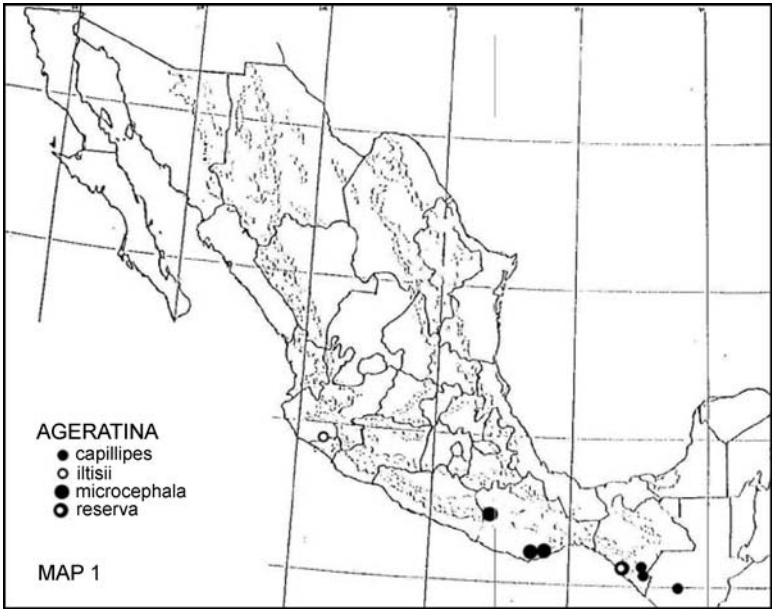 AGERATINA
capillipes
iltisii
microcephala
reserva
MAP 1